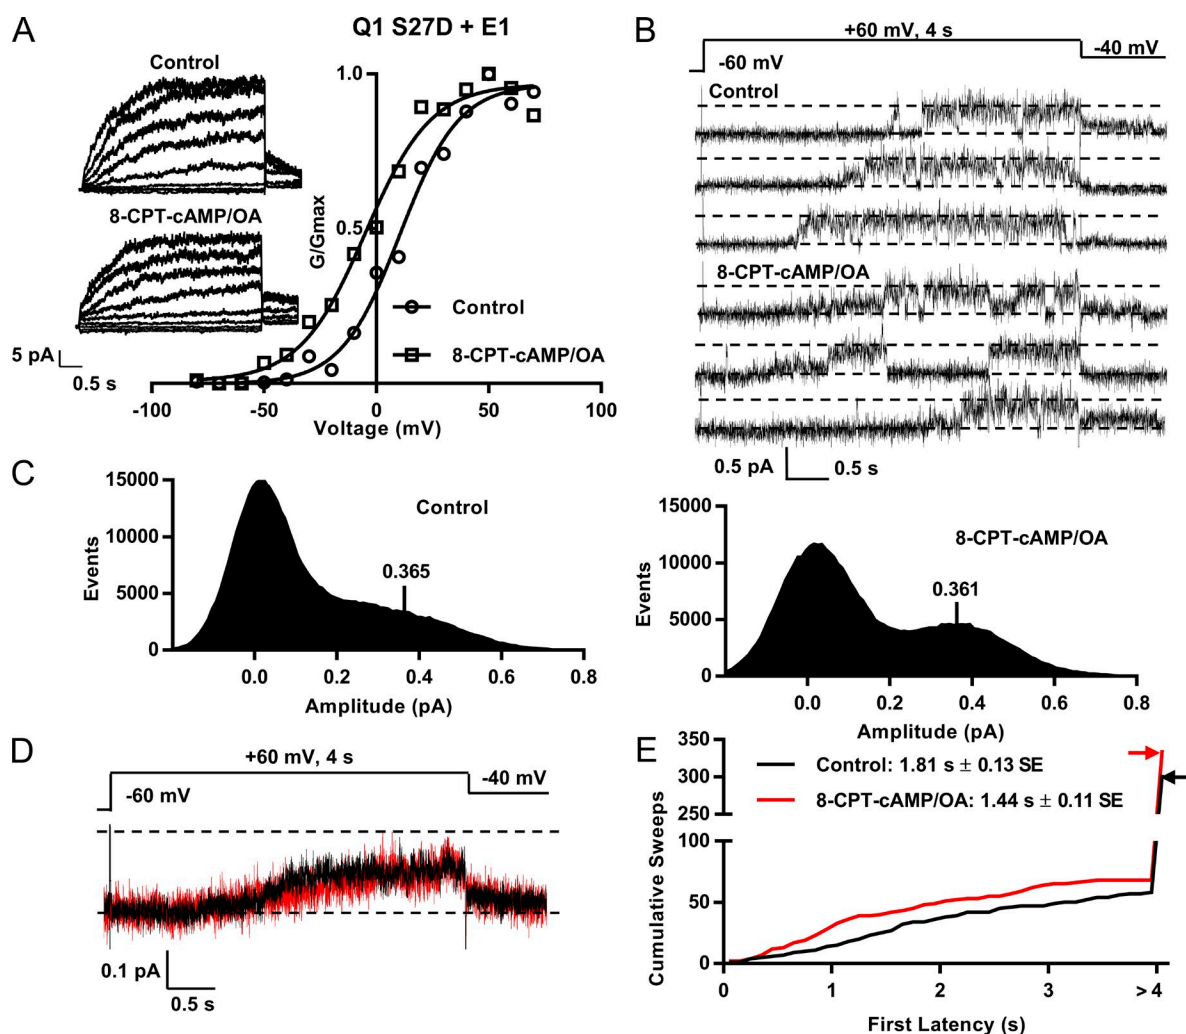 A
Q1 S27D + E1
Control
8-CPT-cAMP/OA
5 pA
0.5 s
1.0
0.5
G/Gmax
Control
8-CPT-cAMP/OA
-100
-50
0
50
100
Voltage (mV)
B
+60 mV, 4 s
-60 mV
-40 mV
Control
8-CPT-cAMP/OA
0.5 pA
0.5 s
C
15000
10000
5000
0
Events
Control
0.365
0.0
0.2
0.4
0.6
0.8
Amplitude (pA)
15000
10000
5000
0
Events
8-CPT-cAMP/OA
0.361
0.0
0.2
0.4
0.6
0.8
Amplitude (pA)
D
+60 mV, 4 s
-60 mV
-40 mV
0.1 pA
0.5 s
E
350
300
250
100
50
0
Cumulative Sweeps
Control: 1.81 s ± 0.13 SE
8-CPT-cAMP/OA: 1.44 s ± 0.11 SE
0
1
2
3
> 4
First Latency (s)